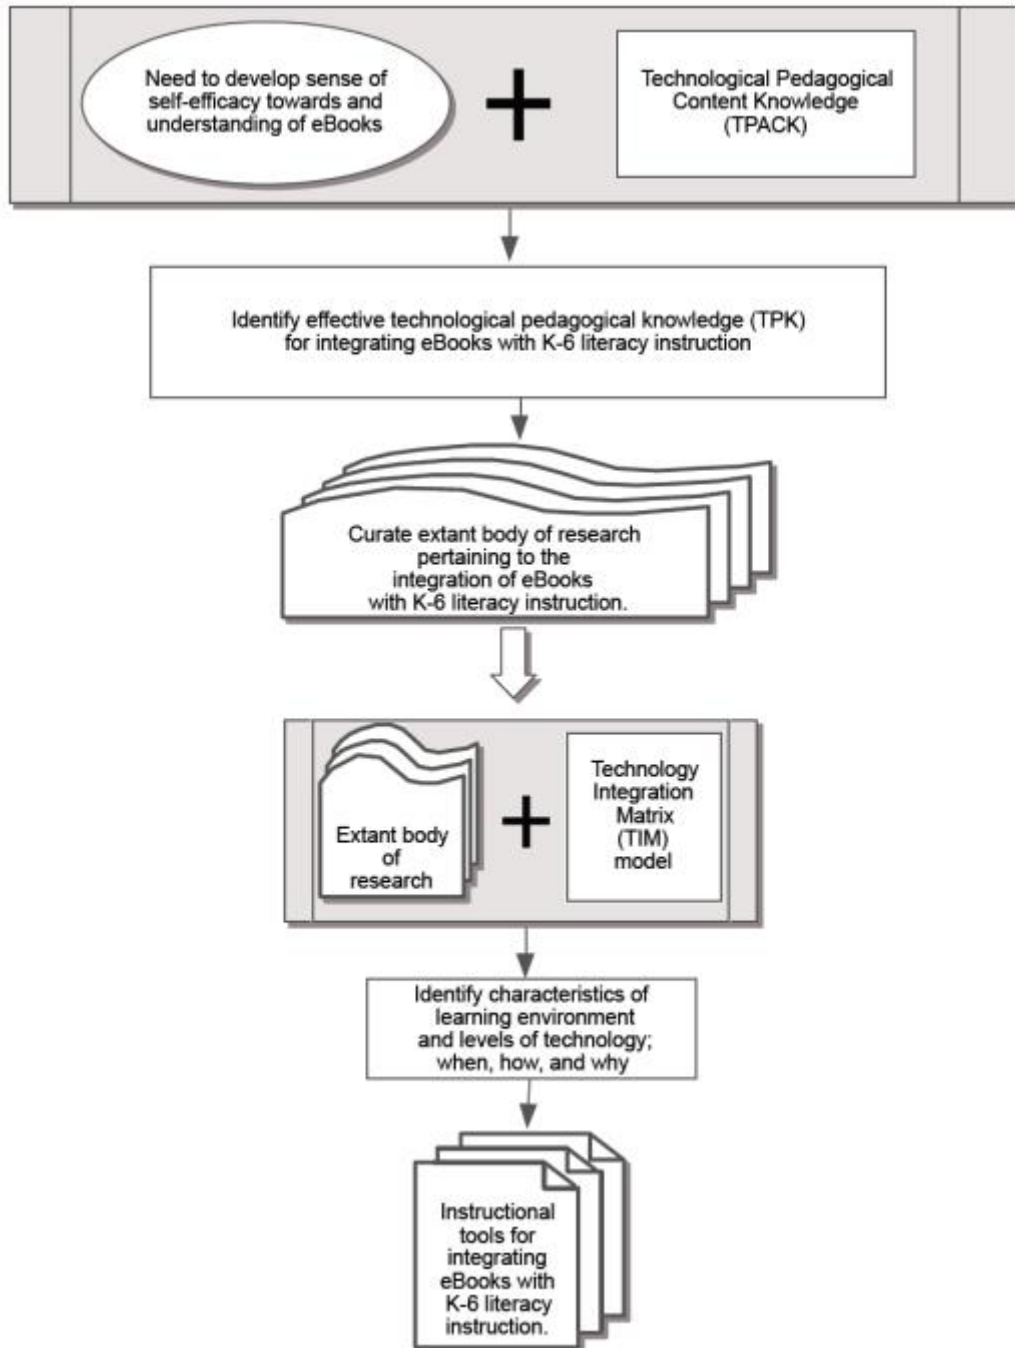 Need to develop sense of
self-efficacy towards and
understanding of eBooks
Technological Pedagogical
Content Knowledge
(TPACK)
Identify effective technological pedagogical knowledge (TPK)
for integrating eBooks with K-6 literacy instruction
Curate extant body of research
pertaining to the
integration of eBooks
with K-6 literacy instruction.
Extant body
of
research
Technology
Integration
Matrix
(TIM)
model
Identify characteristics of
learning environment
and levels of technology;
when, how, and why
Instructional
tools for
integrating
eBooks with
K-6 literacy
instruction.